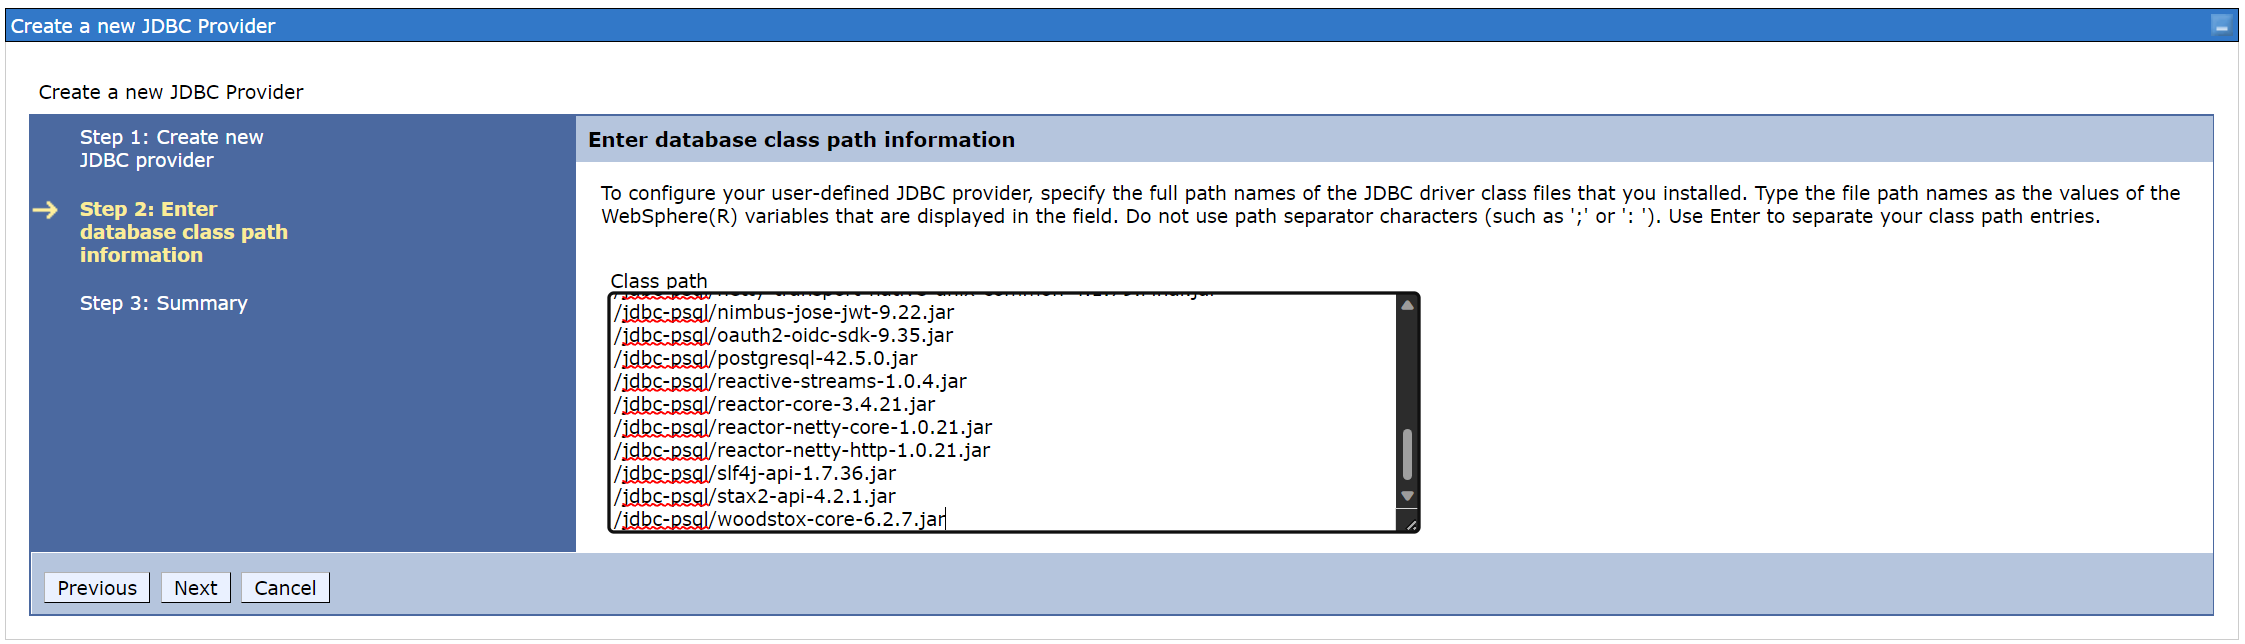 Create a new JDBC Provider
Create a new JDBC Provider
Step 1: Create new
JDBC provider
Step 2: Enter
database class path
information
Step 3: Summary
Enter database class path information
To configure your user-defined JDBC provider, specify the full path names of the JDBC driver class files that you installed. Type the file path names as the values of the
WebSphere(R) variables that are displayed in the field. Do not use path separator characters (such as ';' or ': '). Use Enter to separate your class path entries.
Class path
/jdbc-psql/nimbus-jose-jwt-9.22.jar
/jdbc-psql/oauth2-oidc-sdk-9.35.jar
/jdbc-psql/postgresql-42.5.0.jar
/jdbc-psql/reactive-streams-1.0.4.jar
/jdbc-psql/reactor-core-3.4.21.jar
/jdbc-psql/reactor-netty-core-1.0.21.jar
/jdbc-psql/reactor-netty-http-1.0.21.jar
/jdbc-psql/slf4j-api-1.7.36.jar
/jdbc-psql/stax2-api-4.2.1.jar
/jdbc-psql/woodstox-core-6.2.7.jar
Previous Next Cancel